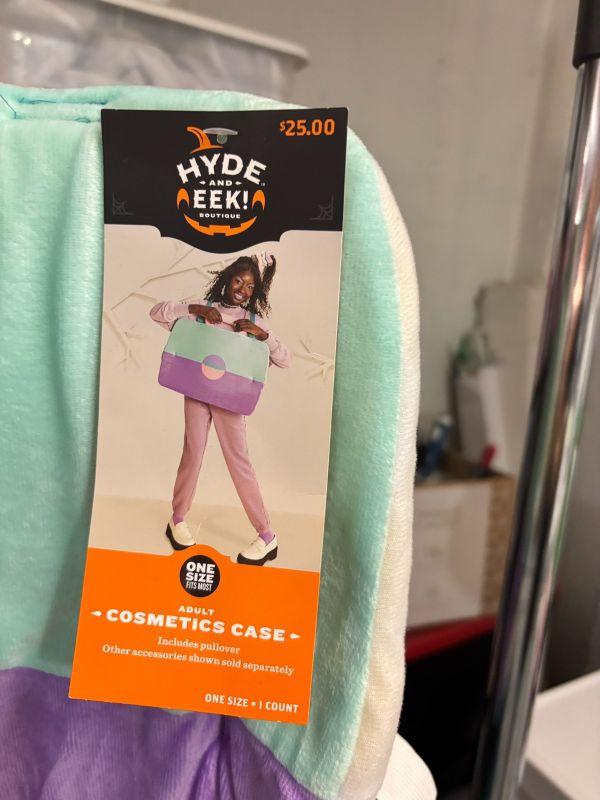 $25.00
HYDE
AND
EEK!
BOUTIQUE
ONE
SIZE
FITS MOST
ADULT
COSMETICS CASE
Includes pullover
Other accessories shown sold separately
ONE SIZE • 1 COUNT